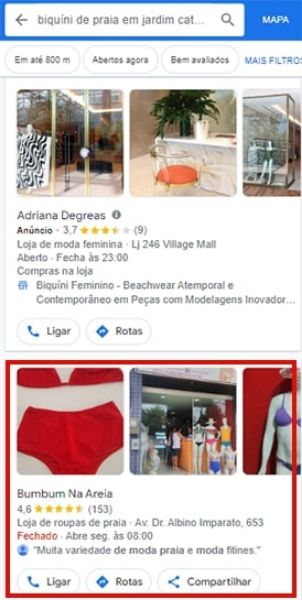 biquíni de praia em jardim cat...
MAPA
Em até 800 m
Abertos agora
Bem avaliados
MAIS FILTROS
Adriana Degreas
Anúncio · 3,7 (9)
Loja de moda feminina · Lj 246 Village Mall
Aberto · Fecha às 23:00
Compras na loja
Biquíni Feminino - Beachwear Atemporal e
Contemporâneo em Peças com Modelagens Inovador...
Ligar
Rotas
Bumbum Na Areia
4,6 (153)
Loja de roupas de praia · Av. Dr. Albino Imparato, 653
Fechado · Abre seg. às 08:00
"Muita variedade de moda praia e moda fitines."
Ligar
Rotas
Compartilhar